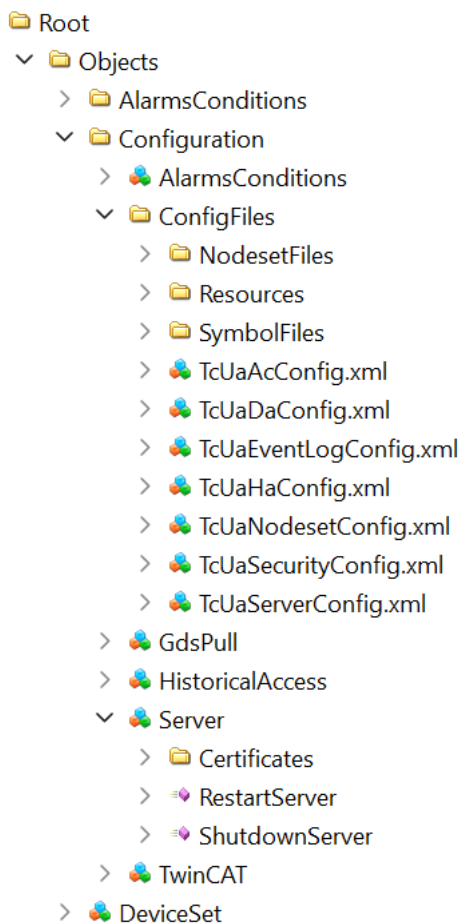 Root
Objects
AlarmsConditions
Configuration
AlarmsConditions
ConfigFiles
NodesetFiles
Resources
SymbolFiles
TcUaAcConfig.xml
TcUaDaConfig.xml
TcUaEventLogConfig.xml
TcUaHaConfig.xml
TcUaNodesetConfig.xml
TcUaSecurityConfig.xml
TcUaServerConfig.xml
GdsPull
HistoricalAccess
Server
Certificates
RestartServer
ShutdownServer
TwinCAT
DeviceSet